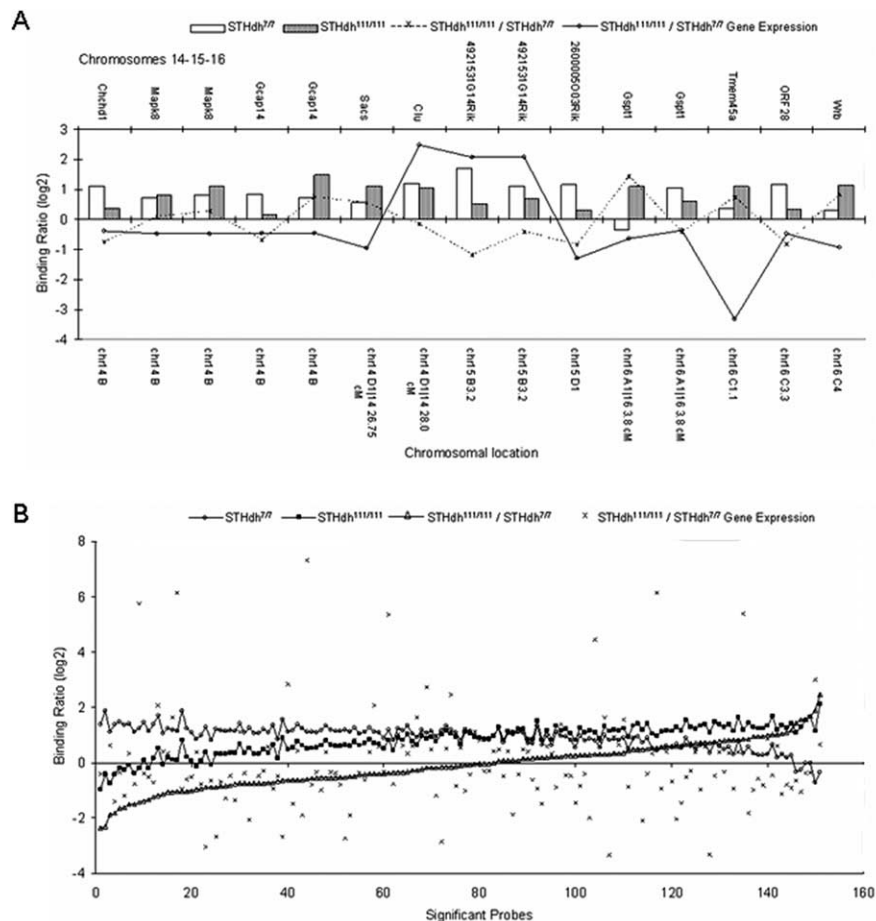 A
STHdh7/7 STHdh111/111 STHdh111/111 / STHdh7/7 STHdh111/111 / STHdh7/7 Gene Expression
Chromosomes 14-15-16
Chchd1
Mapk8
Mapk8
Gcap14
Gcap14
Sacs
Clu
4921531G14Rik
4921531G14Rik
2600005O03Rik
Gspt1
Gspt1
Tmem45a
ORF28
Wrb
Binding Ratio (log2)
3
2
1
0
-1
-2
-3
-4
chr14 B
chr14 B
chr14 B
chr14 B
chr14 B
chr14 D1|14 26.75 cM
chr14 D1|14 28.0 cM
chr15 B3.2
chr15 B3.2
chr15 D1
chr16 A1|16 3.8 cM
chr16 A1|16 3.8 cM
chr16 C1.1
chr16 C3.3
chr16 C4
Chromosomal location
B
STHdh7/7 STHdh111/111 STHdh111/111 / STHdh7/7 STHdh111/111 / STHdh7/7 Gene Expression
Binding Ratio (log2)
8
6
4
2
0
-2
-4
0 20 40 60 80 100 120 140 160
Significant Probes